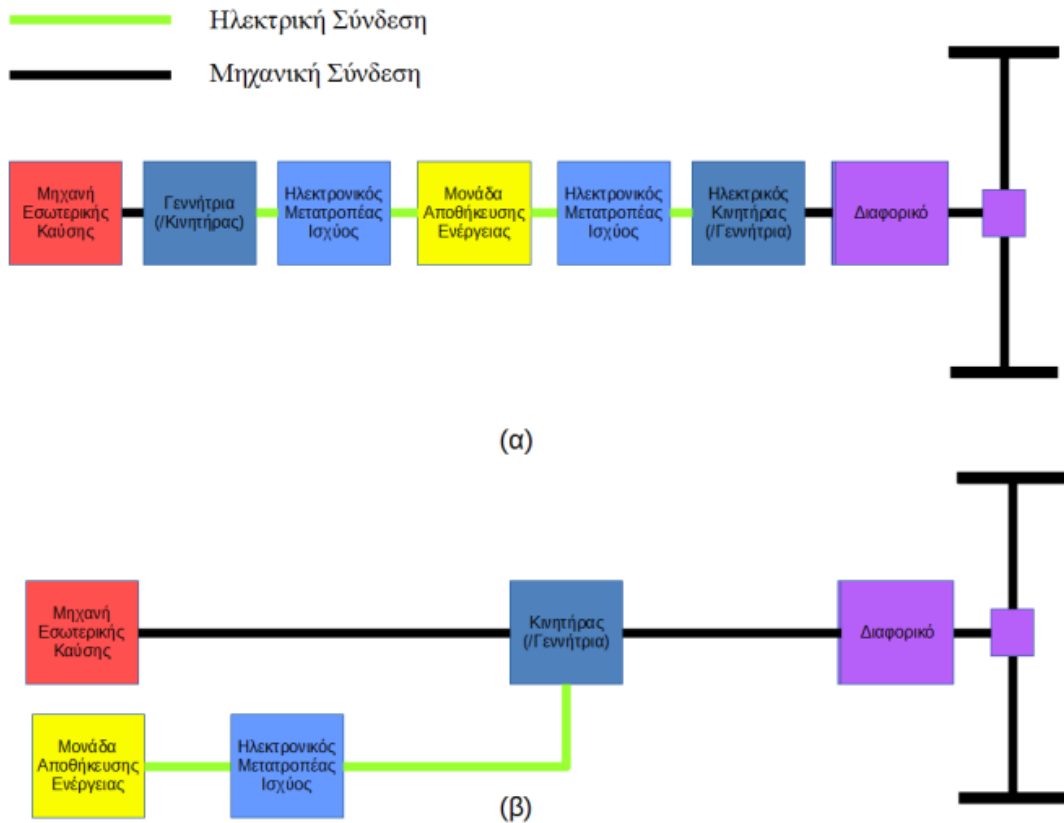 Ηλεκτρική Σύνδεση
Μηχανική Σύνδεση
Μηχανή
Εσωτερικής
Καύσης
Γεννήτρια
(/Κινητήρας)
Ηλεκτρονικός
Μετατροπέας
Ισχύος
Μονάδα
Αποθήκευσης
Ενέργειας
Ηλεκτρονικός
Μετατροπέας
Ισχύος
Ηλεκτρικός
Κινητήρας
(/Γεννήτρια)
Διαφορικό
(α)
Μηχανή
Εσωτερικής
Καύσης
Κινητήρας
(/Γεννήτρια)
Διαφορικό
Μονάδα
Αποθήκευσης
Ενέργειας
Ηλεκτρονικός
Μετατροπέας
Ισχύος
(β)